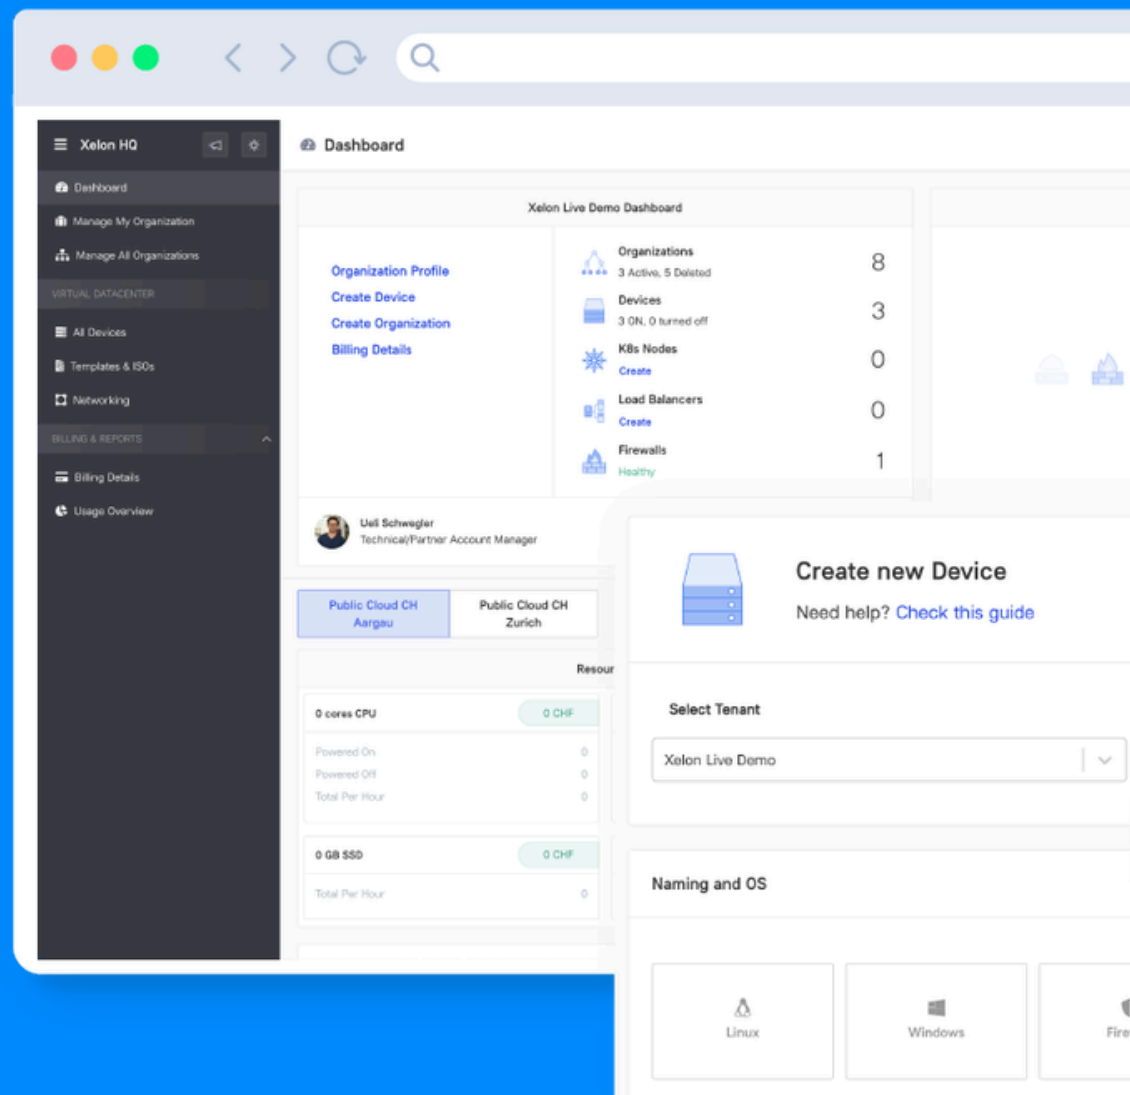 Xelon HQ
Dashboard
Manage My Organization
Manage All Organizations
VIRTUAL DATACENTER
All Devices
Templates & ISOs
Networking
BILLING & REPORTS
Billing Details
Usage Overview
Dashboard
Xelon Live Demo Dashboard
Organization Profile
Create Device
Create Organization
Billing Details
Organizations
3 Active, 5 Deleted
8
Devices
3 ON, 0 turned off
3
K8s Nodes
Create
0
Load Balancers
Create
0
Firewalls
Healthy
1
Ueli Schwegler
Technical/Partner Account Manager
Public Cloud CH
Aargau
Public Cloud CH
Zurich
Resour
0 cores CPU
0 CHF
Powered On 0
Powered Off 0
Total Per Hour 0
0 GB SSD
0 CHF
Total Per Hour 0
Create new Device
Need help? Check this guide
Select Tenant
Xelon Live Demo
Naming and OS
Linux
Windows
Fire